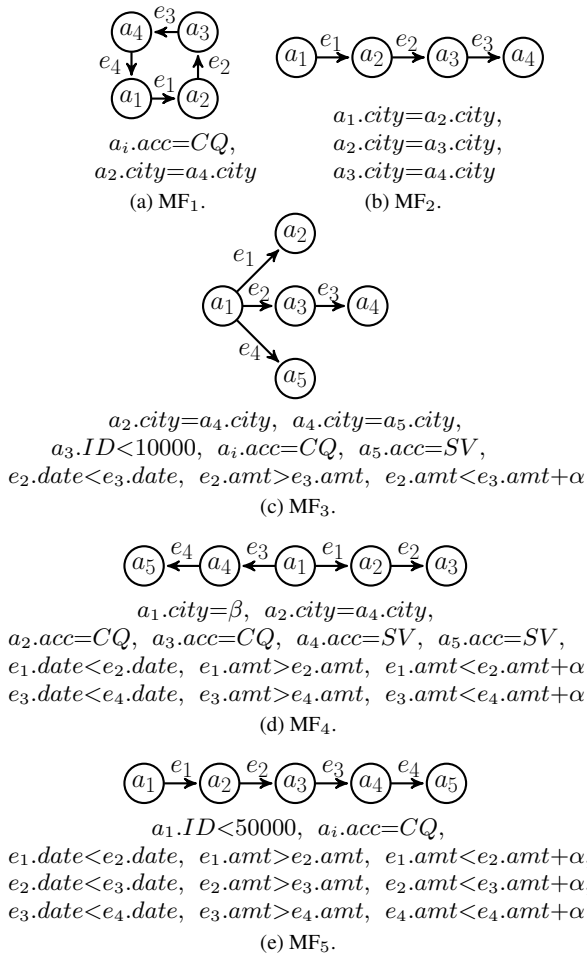 a4 e3 a3
e4 e2
a1 e1 a2
a_i.acc=CQ,
a2.city=a4.city
(a) MF1.
a1 e1 a2 e2 a3 e3 a4
a1.city=a2.city,
a2.city=a3.city,
a3.city=a4.city
(b) MF2.
a2
e1
a1 e2 a3 e3 a4
e4
a5
a2.city=a4.city, a4.city=a5.city,
a3.ID<10000, a_i.acc=CQ, a5.acc=SV,
e2.date<e3.date, e2.amt>e3.amt, e2.amt<e3.amt+α
(c) MF3.
a5 e4 a4 e3 a1 e1 a2 e2 a3
a1.city=β, a2.city=a4.city,
a2.acc=CQ, a3.acc=CQ, a4.acc=SV, a5.acc=SV,
e1.date<e2.date, e1.amt>e2.amt, e1.amt<e2.amt+α
e3.date<e4.date, e3.amt>e4.amt, e3.amt<e4.amt+α
(d) MF4.
a1 e1 a2 e2 a3 e3 a4 e4 a5
a1.ID<50000, a_i.acc=CQ,
e1.date<e2.date, e1.amt>e2.amt, e1.amt<e2.amt+α
e2.date<e3.date, e2.amt>e3.amt, e2.amt<e3.amt+α
e3.date<e4.date, e3.amt>e4.amt, e4.amt<e4.amt+α
(e) MF5.